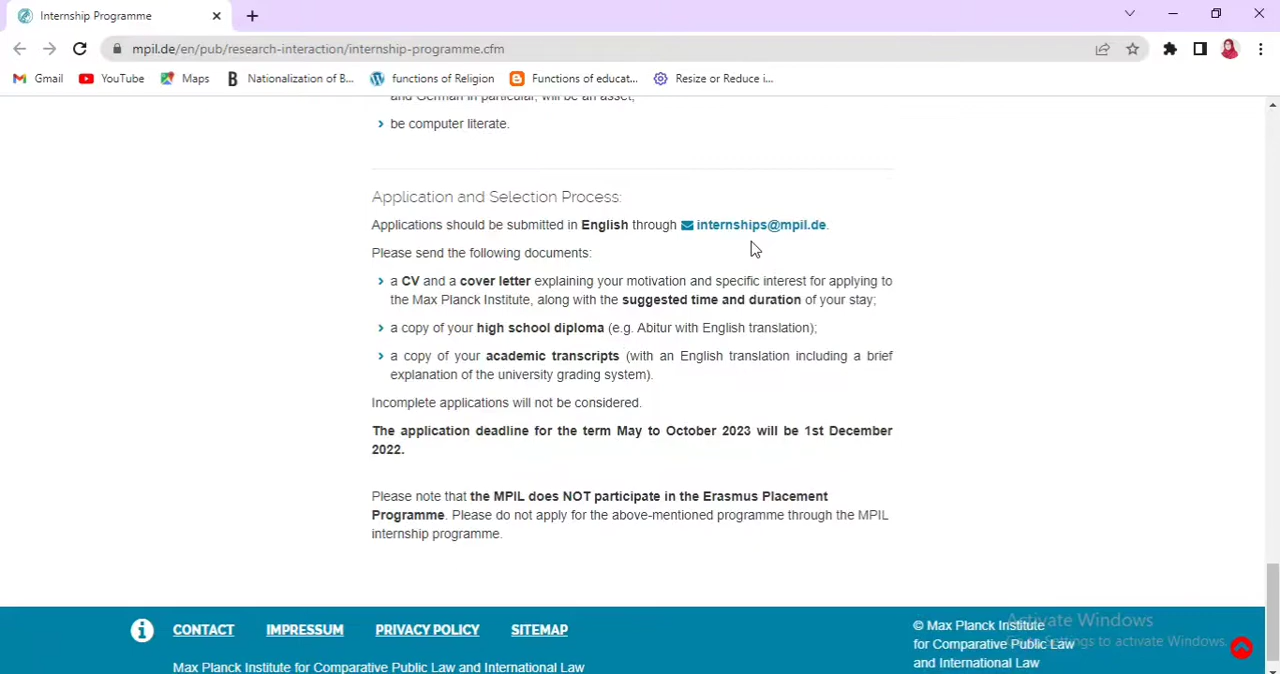 Internship Programme
mpil.de/en/pub/research-interaction/internship-programme.cfm
Gmail YouTube Maps Nationalization of B... functions of Religion Functions of educat... Resize or Reduce i...
and German in particular, will be an asset;
be computer literate.
Application and Selection Process:
Applications should be submitted in English through internships@mpil.de.
Please send the following documents:
a CV and a cover letter explaining your motivation and specific interest for applying to
the Max Planck Institute, along with the suggested time and duration of your stay;
a copy of your high school diploma (e.g. Abitur with English translation);
a copy of your academic transcripts (with an English translation including a brief
explanation of the university grading system).
Incomplete applications will not be considered.
The application deadline for the term May to October 2023 will be 1st December
2022.
Please note that the MPIL does NOT participate in the Erasmus Placement
Programme. Please do not apply for the above-mentioned programme through the MPIL
internship programme.
CONTACT IMPRESSUM PRIVACY POLICY SITEMAP
Max Planck Institute for Comparative Public Law and International Law
© Max Planck Institute
for Comparative Public Law
and International Law
Activate Windows
Go to Settings to activate Windows.